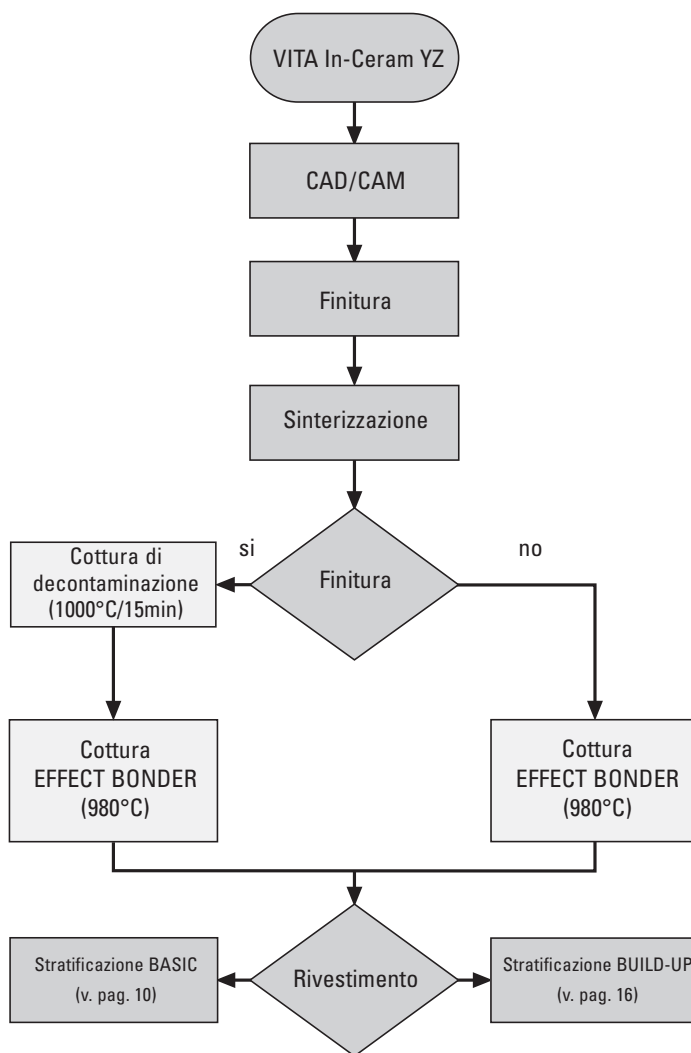 VITA In-Ceram YZ
CAD/CAM
Finitura
Sinterizzazione
si
no
Cottura di
decontaminazione
(1000°C/15min)
Finitura
Cottura
EFFECT BONDER
(980°C)
Cottura
EFFECT BONDER
(980°C)
Stratificazione BASIC
(v. pag. 10)
Rivestimento
Stratificazione BUILD-UP
(v. pag. 16)